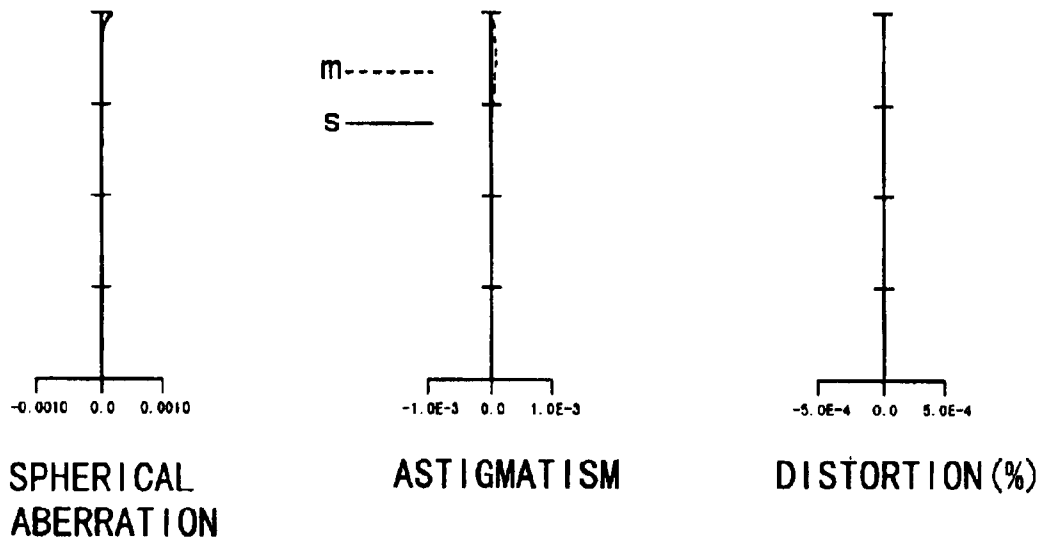 m
s
-0.0010 0.0 0.0010
-1.0E-3 0.0 1.0E-3
-5.0E-4 0.0 5.0E-4
SPHERICAL
ABERRATION
ASTIGMATISM
DISTORTION(%)